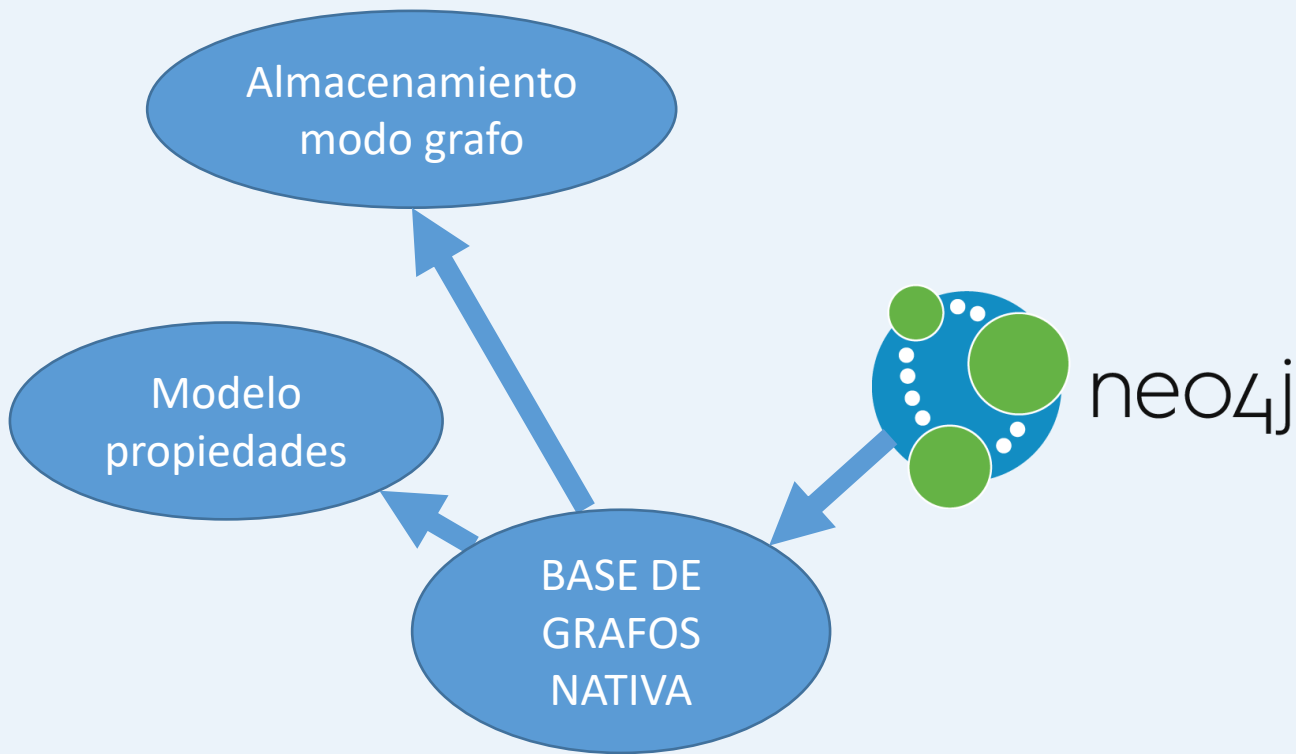 Almacenamiento
modo grafo
Modelo
propiedades
neo4j
BASE DE
GRAFOS
NATIVA